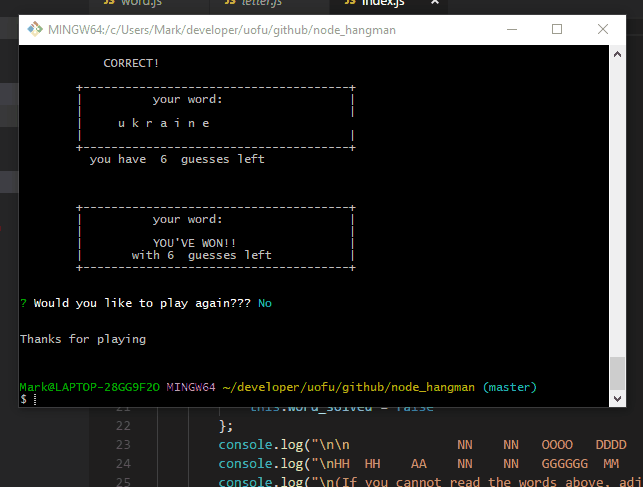 word.js letter.js index.js
MINGW64:/c/Users/Mark/developer/uofu/github/node_hangman
CORRECT!
+--------------------------------------+
| your word: |
| |
| u k r a i n e
| |
+--------------------------------------+
you have 6 guesses left
+--------------------------------------+
| your word: |
| |
| YOU'VE WON!! |
| with 6 guesses left |
+--------------------------------------+
? Would you like to play again??? No
Thanks for playing
Mark@LAPTOP-28GG9F2O MINGW64 ~/developer/uofu/github/node_hangman (master)
$
21 this.word_solved = false
22 };
23 console.log("\n\n NN NN OOOO DDDD
24 console.log("\nHH HH AA NN NN GGGGGG MM
25 console.log("\n(If you cannot read the words above, adj